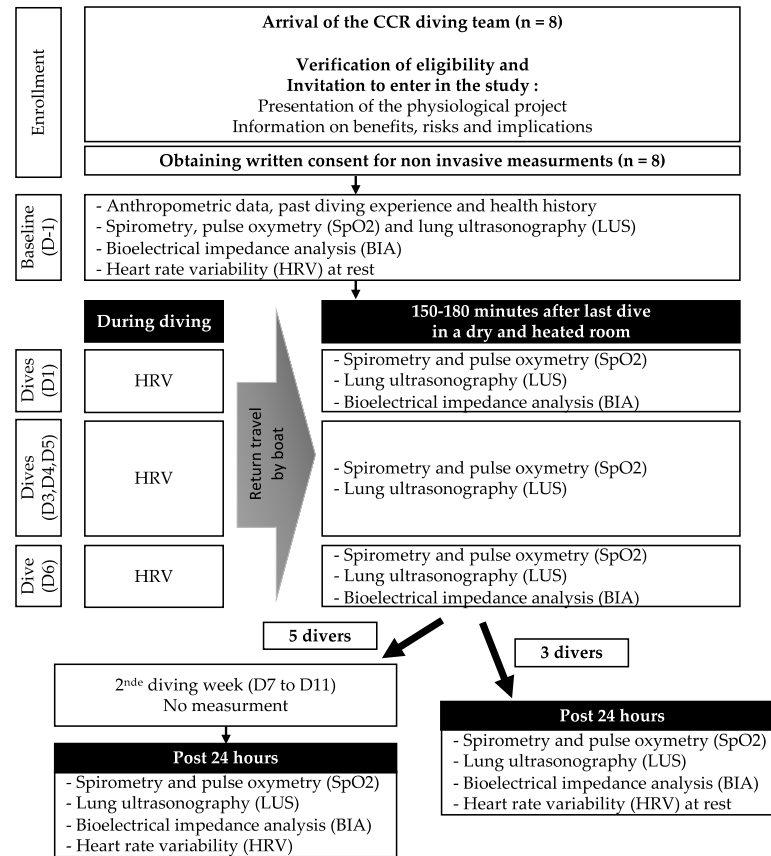 Enrollment
Arrival of the CCR diving team (n = 8)
Verification of eligibility and
Invitation to enter in the study :
Presentation of the physiological project
Information on benefits, risks and implications
Obtaining written consent for non invasive measurments (n = 8)
Baseline
(D-1)
- Anthropometric data, past diving experience and health history
- Spirometry, pulse oxymetry (SpO2) and lung ultrasonography (LUS)
- Bioelectrical impedance analysis (BIA)
- Heart rate variability (HRV) at rest
During diving
150-180 minutes after last dive
in a dry and heated room
Dives
(D1)
HRV
Return travel
by boat
- Spirometry and pulse oxymetry (SpO2)
- Lung ultrasonography (LUS)
- Bioelectrical impedance analysis (BIA)
Dives
(D3,D4,D5)
HRV
- Spirometry and pulse oxymetry (SpO2)
- Lung ultrasonography (LUS)
Dive
(D6)
HRV
- Spirometry and pulse oxymetry (SpO2)
- Lung ultrasonography (LUS)
- Bioelectrical impedance analysis (BIA)
5 divers
3 divers
2nde diving week (D7 to D11)
No measurment
Post 24 hours
- Spirometry and pulse oxymetry (SpO2)
- Lung ultrasonography (LUS)
- Bioelectrical impedance analysis (BIA)
- Heart rate variability (HRV)
Post 24 hours
- Spirometry and pulse oxymetry (SpO2)
- Lung ultrasonography (LUS)
- Bioelectrical impedance analysis (BIA)
- Heart rate variability (HRV) at rest